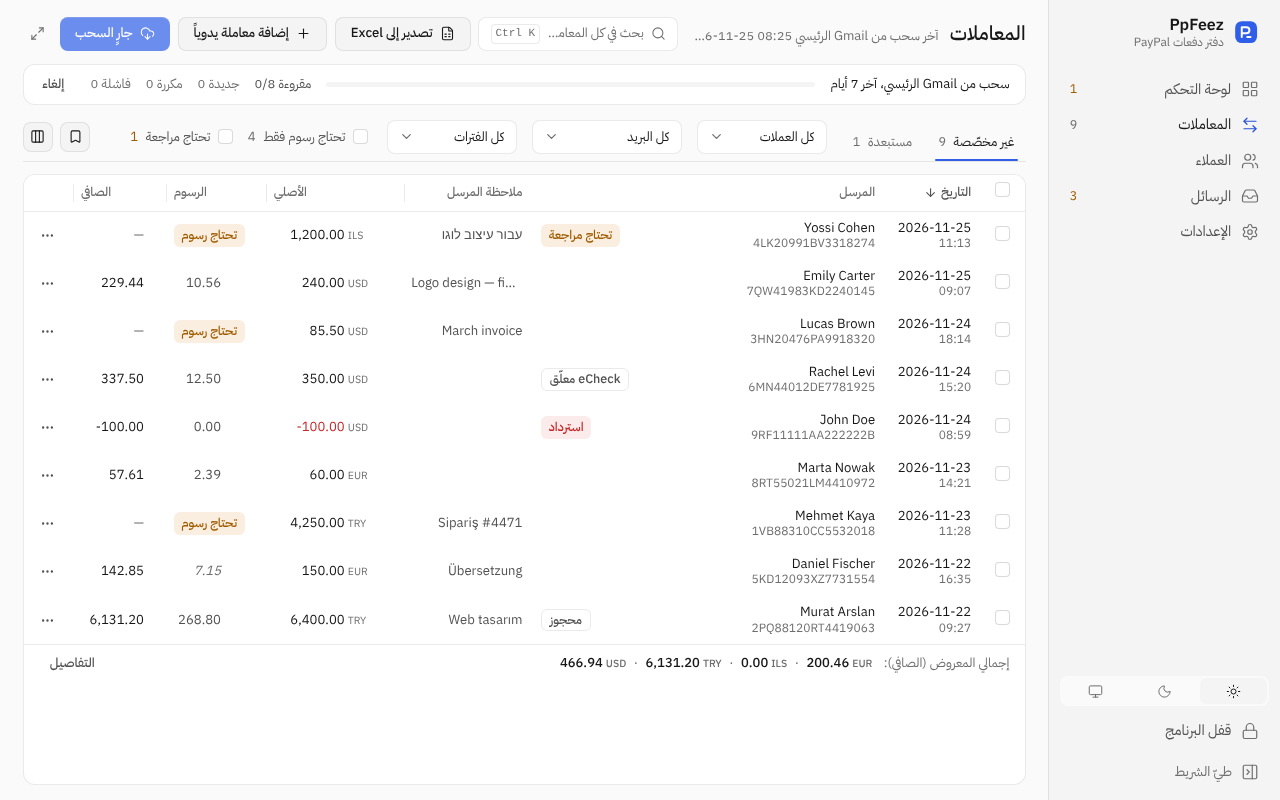 PpFeez
دفتر دفعات PayPal
لوحة التحكم 1
المعاملات 9
العملاء
الرسائل 3
الإعدادات
قفل البرنامج
طيّ الشريط
المعاملات آخر سحب من Gmail الرئيسي 08:25 6-11-25...
بحث في كل المعامـ... Ctrl K
تصدير إلى Excel
إضافة معاملة يدوياً
جارٍ السحب
سحب من Gmail الرئيسي، آخر 7 أيام
مقروءة 0/8 جديدة 0 مكررة 0 فاشلة 0 إلغاء
غير مخصّصة 9 مستبعدة 1 كل العملات كل البريد كل الفترات تحتاج رسوم فقط 4 تحتاج مراجعة 1
التاريخ ↓ المرسل ملاحظة المرسل الأصلي الرسوم الصافي
2026-11-25 Yossi Cohen تحتاج مراجعة עבור עיצוב לוגו 1,200.00 ILS تحتاج رسوم —
11:13 4LK20991BV3318274
2026-11-25 Emily Carter Logo design — fi... 240.00 USD 10.56 229.44
09:07 7QW41983KD2240145
2026-11-24 Lucas Brown March invoice 85.50 USD تحتاج رسوم —
18:14 3HN20476PA9918320
2026-11-24 Rachel Levi eCheck معلّق 350.00 USD 12.50 337.50
15:20 6MN44012DE7781925
2026-11-24 John Doe استرداد -100.00 USD 0.00 -100.00
08:59 9RF11111AA222222B
2026-11-23 Marta Nowak 60.00 EUR 2.39 57.61
14:21 8RT55021LM4410972
2026-11-23 Mehmet Kaya Sipariş #4471 4,250.00 TRY تحتاج رسوم —
11:28 1VB88310CC5532018
2026-11-22 Daniel Fischer Übersetzung 150.00 EUR 7.15 142.85
16:35 5KD12093XZ7731554
2026-11-22 Murat Arslan محجوز Web tasarım 6,400.00 TRY 268.80 6,131.20
09:27 2PQ88120RT4419063
إجمالي المعروض (الصافي): 200.46 EUR · 0.00 ILS · 6,131.20 TRY · 466.94 USD التفاصيل